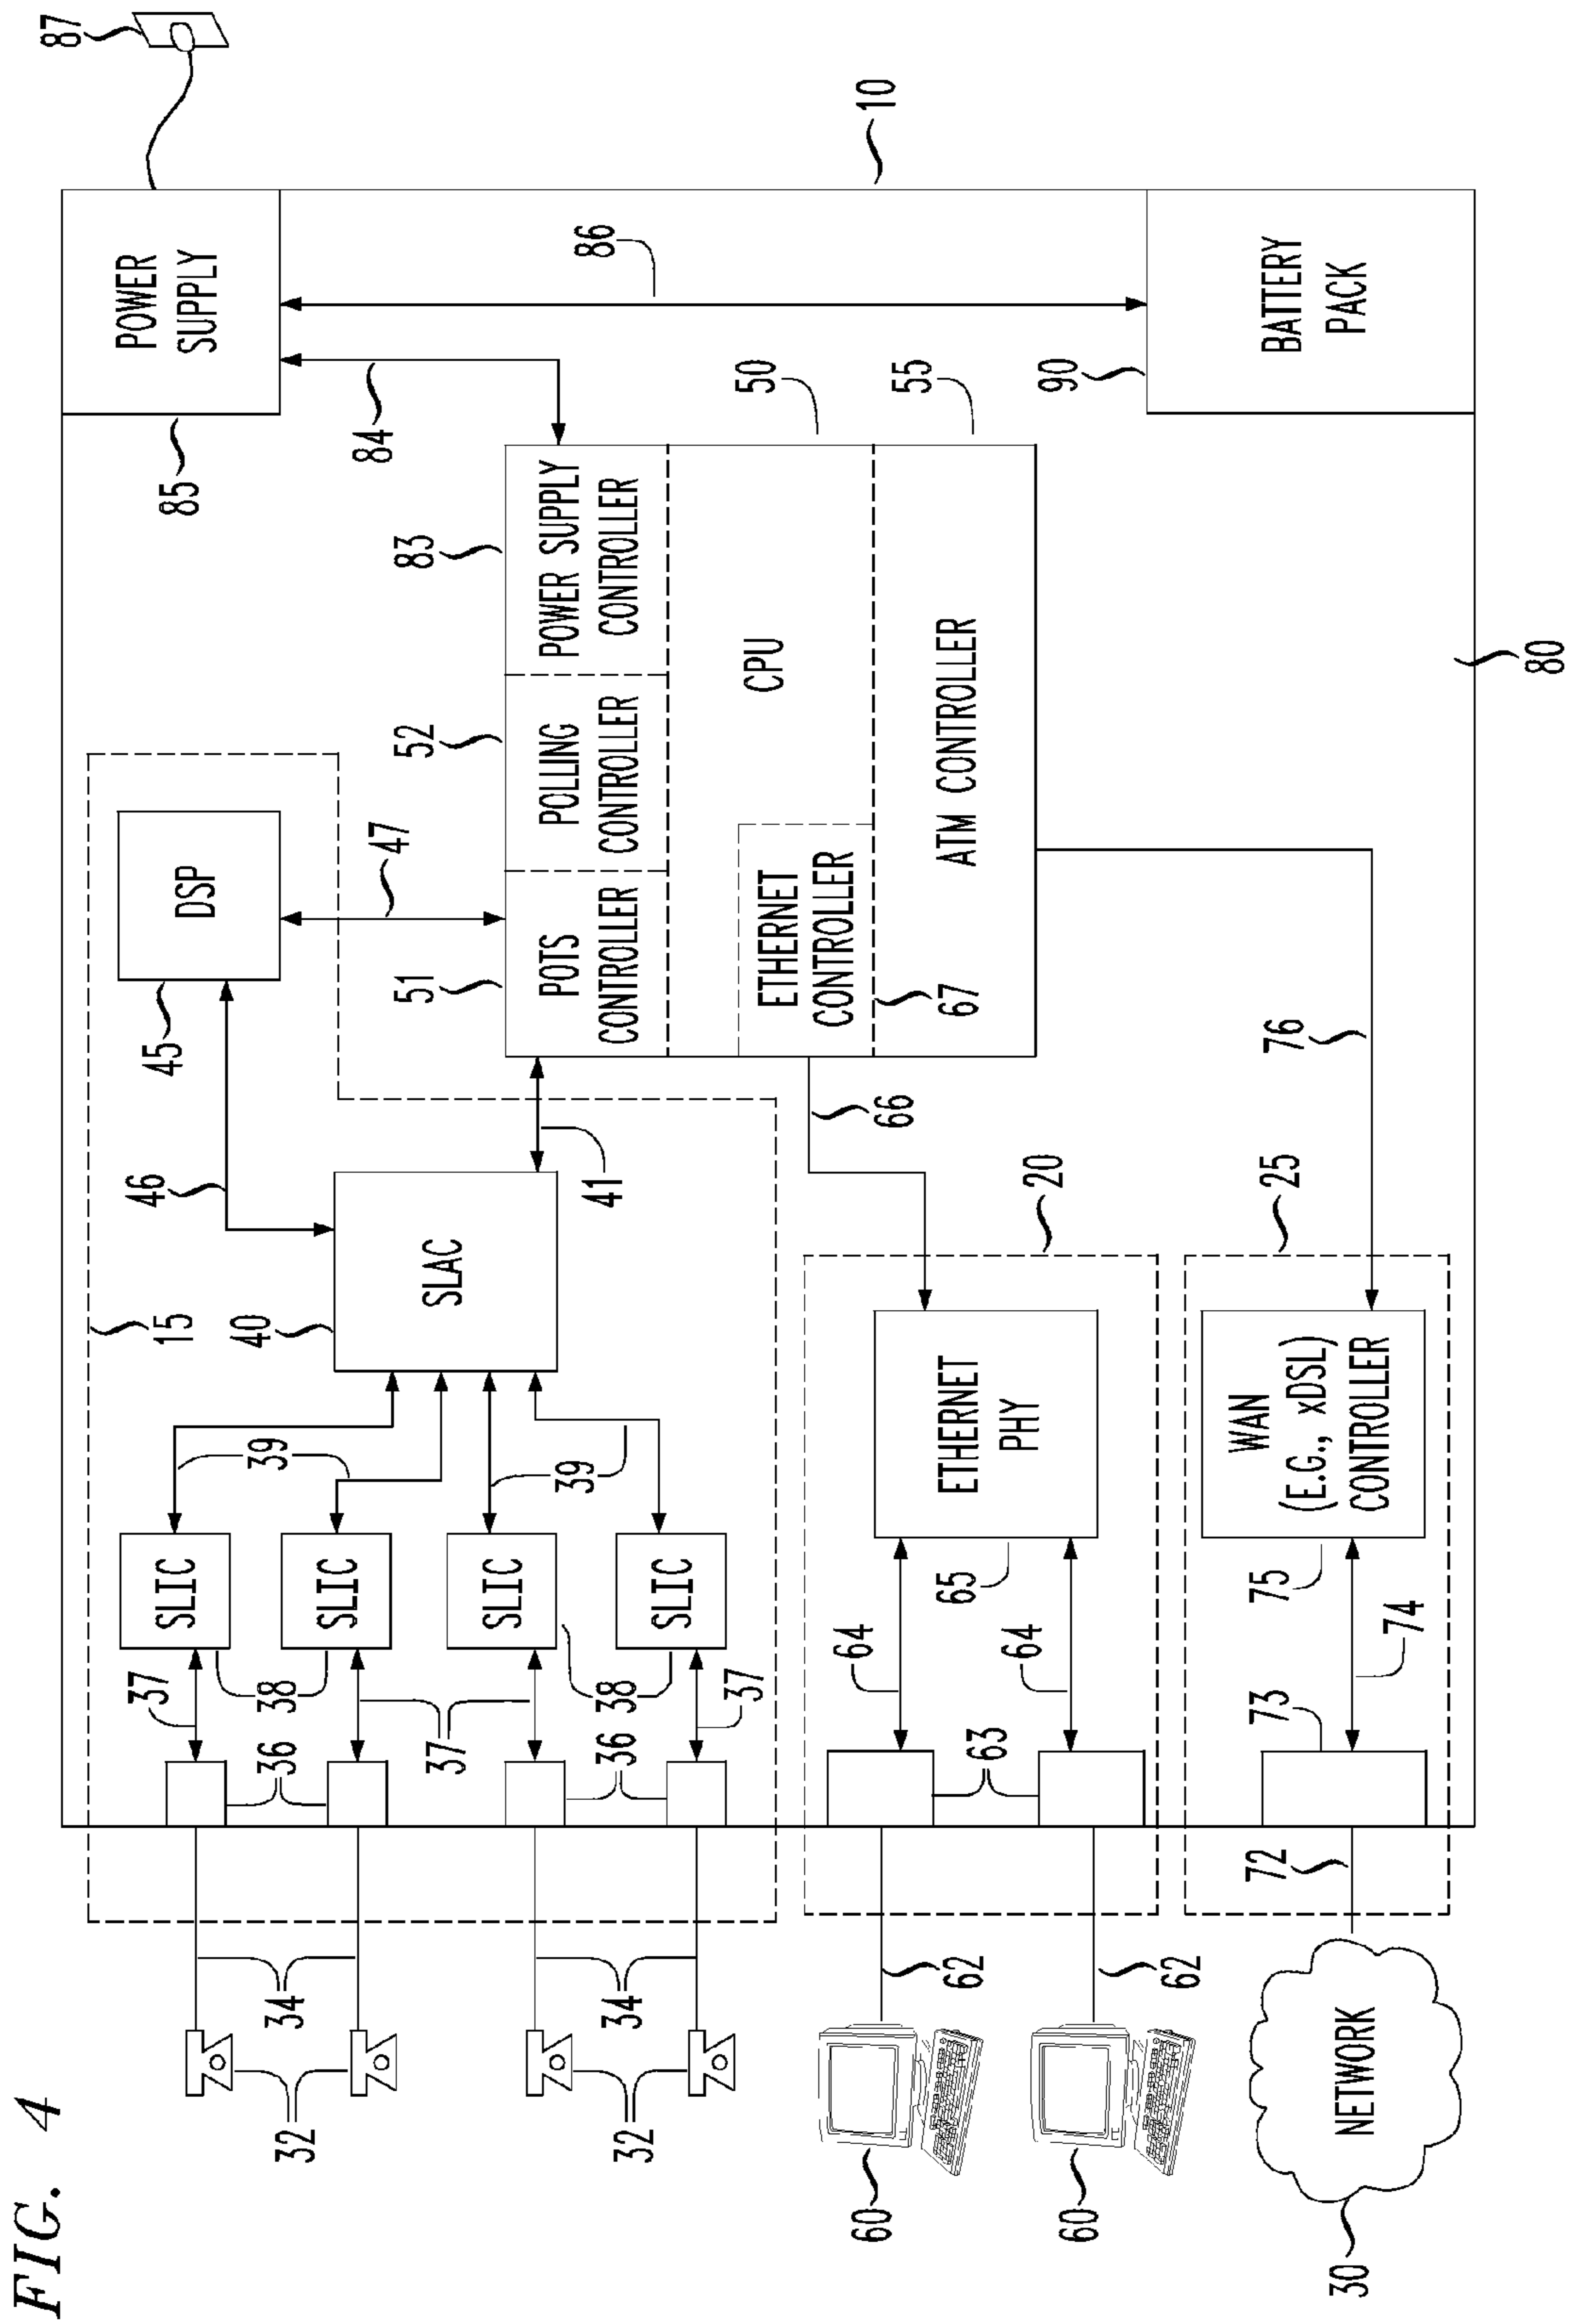 FIG. 4
87
10
POWER
SUPPLY
86
85
84
BATTERY
PACK
90
50
55
83
POWER SUPPLY
CONTROLLER
52
POLLING
CONTROLLER
51
POTS
CONTROLLER
CPU
ETHERNET
CONTROLLER
67
ATM CONTROLLER
80
DSP
47
45
46
41
66
76
15
40
SLAC
20
25
39
39
ETHERNET
PHY
65
WAN
(E.G., xDSL)
CONTROLLER
75
SLIC
SLIC
SLIC
SLIC
37
38
37
38
37
64
64
74
36
36
63
73
72
34
34
62
62
32
32
60
60
NETWORK
30